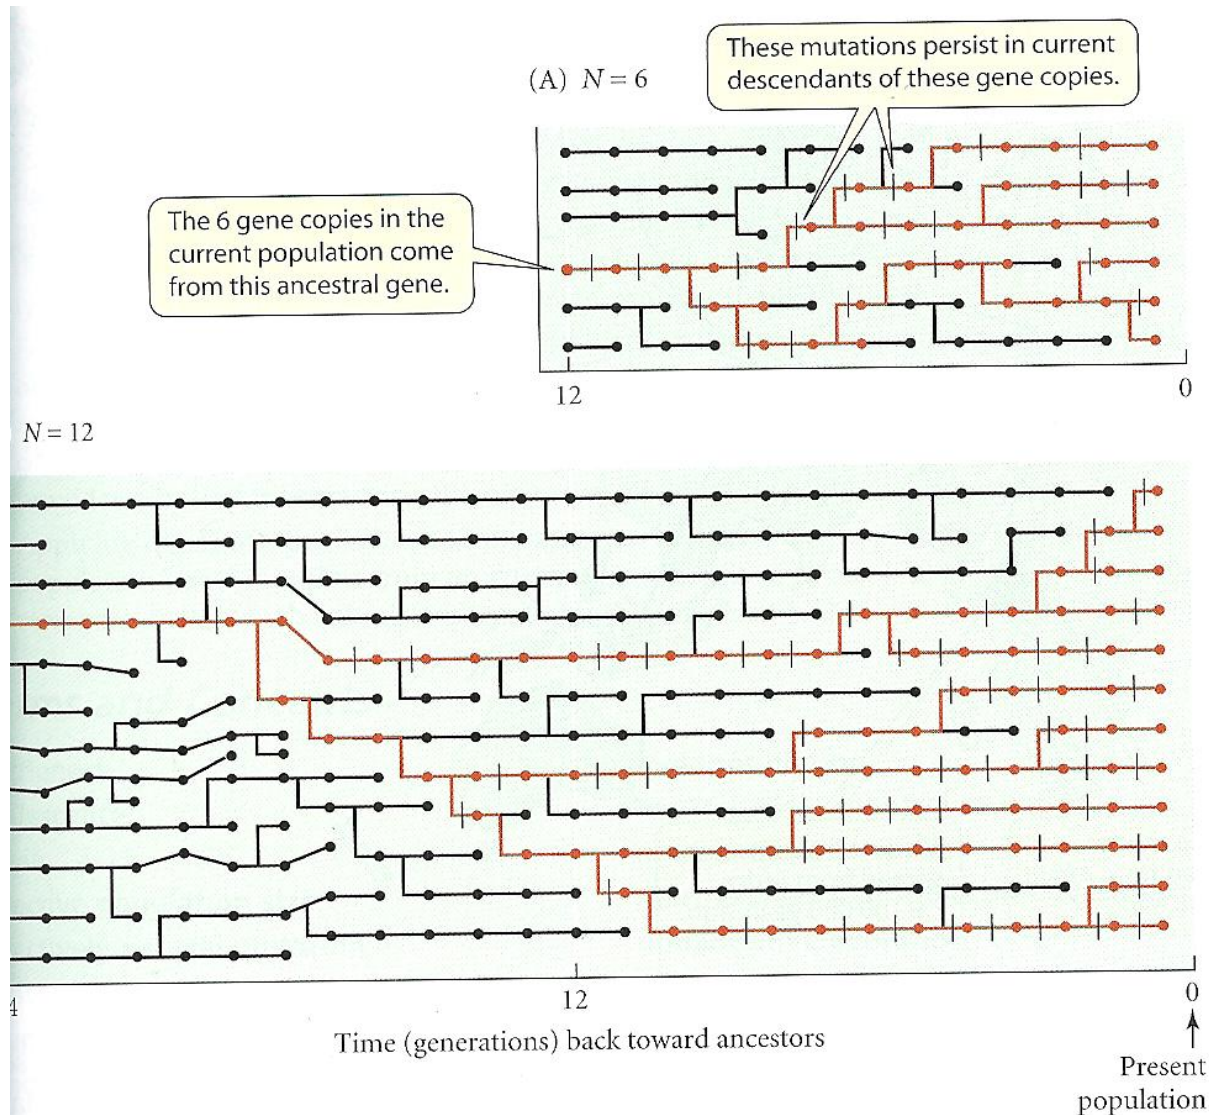 These mutations persist in current
descendants of these gene copies.
(A) N = 6
The 6 gene copies in the
current population come
from this ancestral gene.
12
0
N = 12
4
12
0
Time (generations) back toward ancestors
Present
population